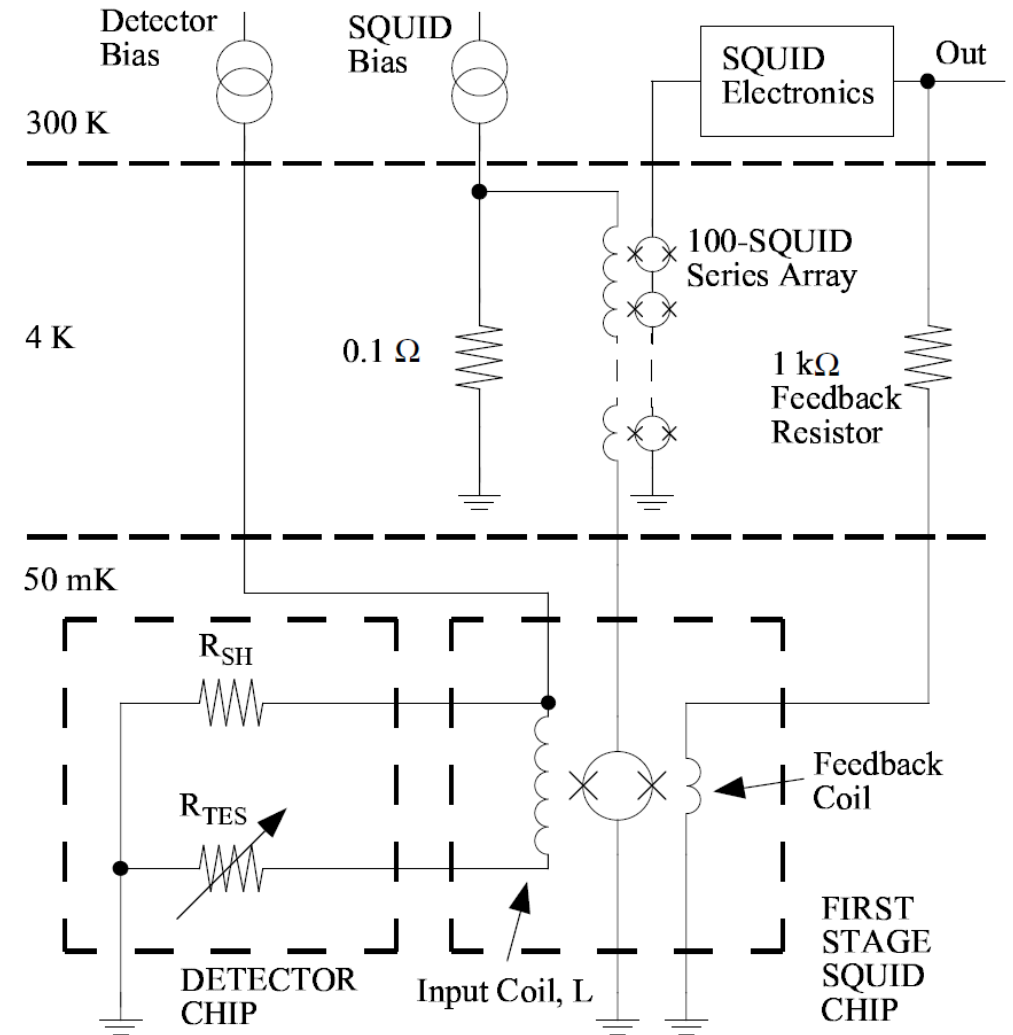 Detector
Bias
SQUID
Bias
SQUID
Electronics
Out
300 K
100-SQUID
Series Array
4 K
0.1 Ω
1 kΩ
Feedback
Resistor
50 mK
R_SH
R_TES
Feedback
Coil
Input Coil, L
DETECTOR
CHIP
FIRST
STAGE
SQUID
CHIP